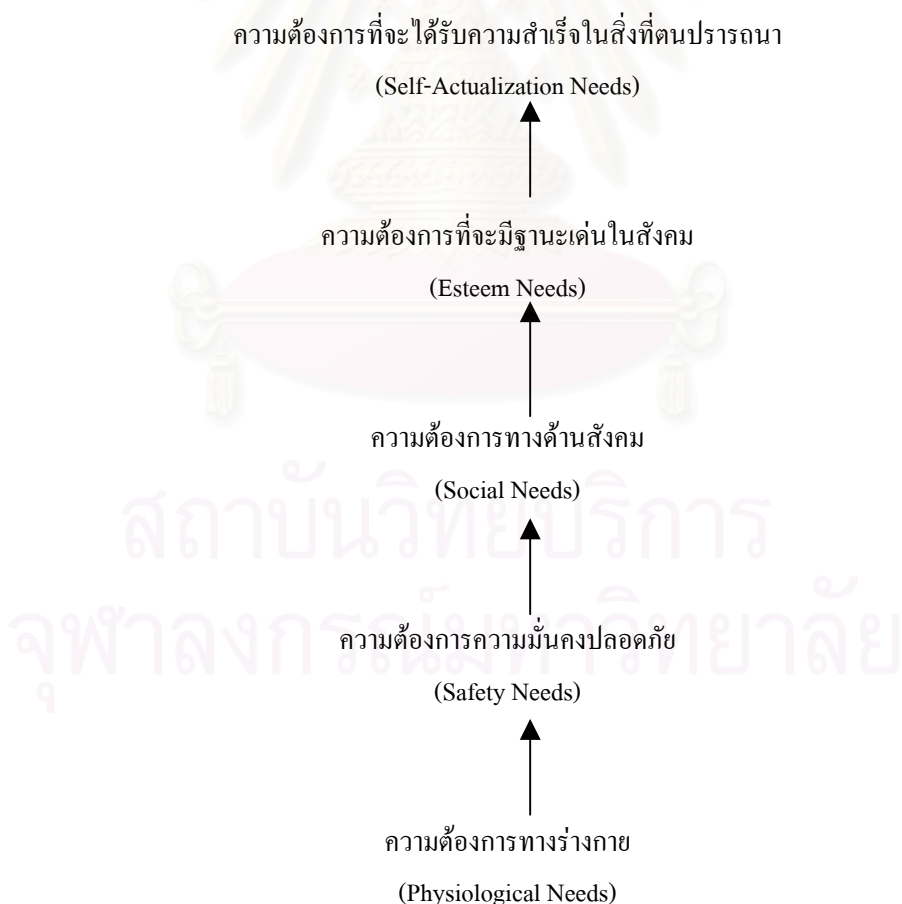 ความต้องการที่จะได้รับความสำเร็จในสิ่งที่ตนปรารถนา
(Self-Actualization Needs)
ความต้องการที่จะมีฐานะเด่นในสังคม
(Esteem Needs)
ความต้องการทางด้านสังคม
(Social Needs)
สถาบันวิทยบริการ
จุฬาลงกรณ์มหาวิทยาลัย
ความต้องการความมั่นคงปลอดภัย
(Safety Needs)
ความต้องการทางร่างกาย
(Physiological Needs)